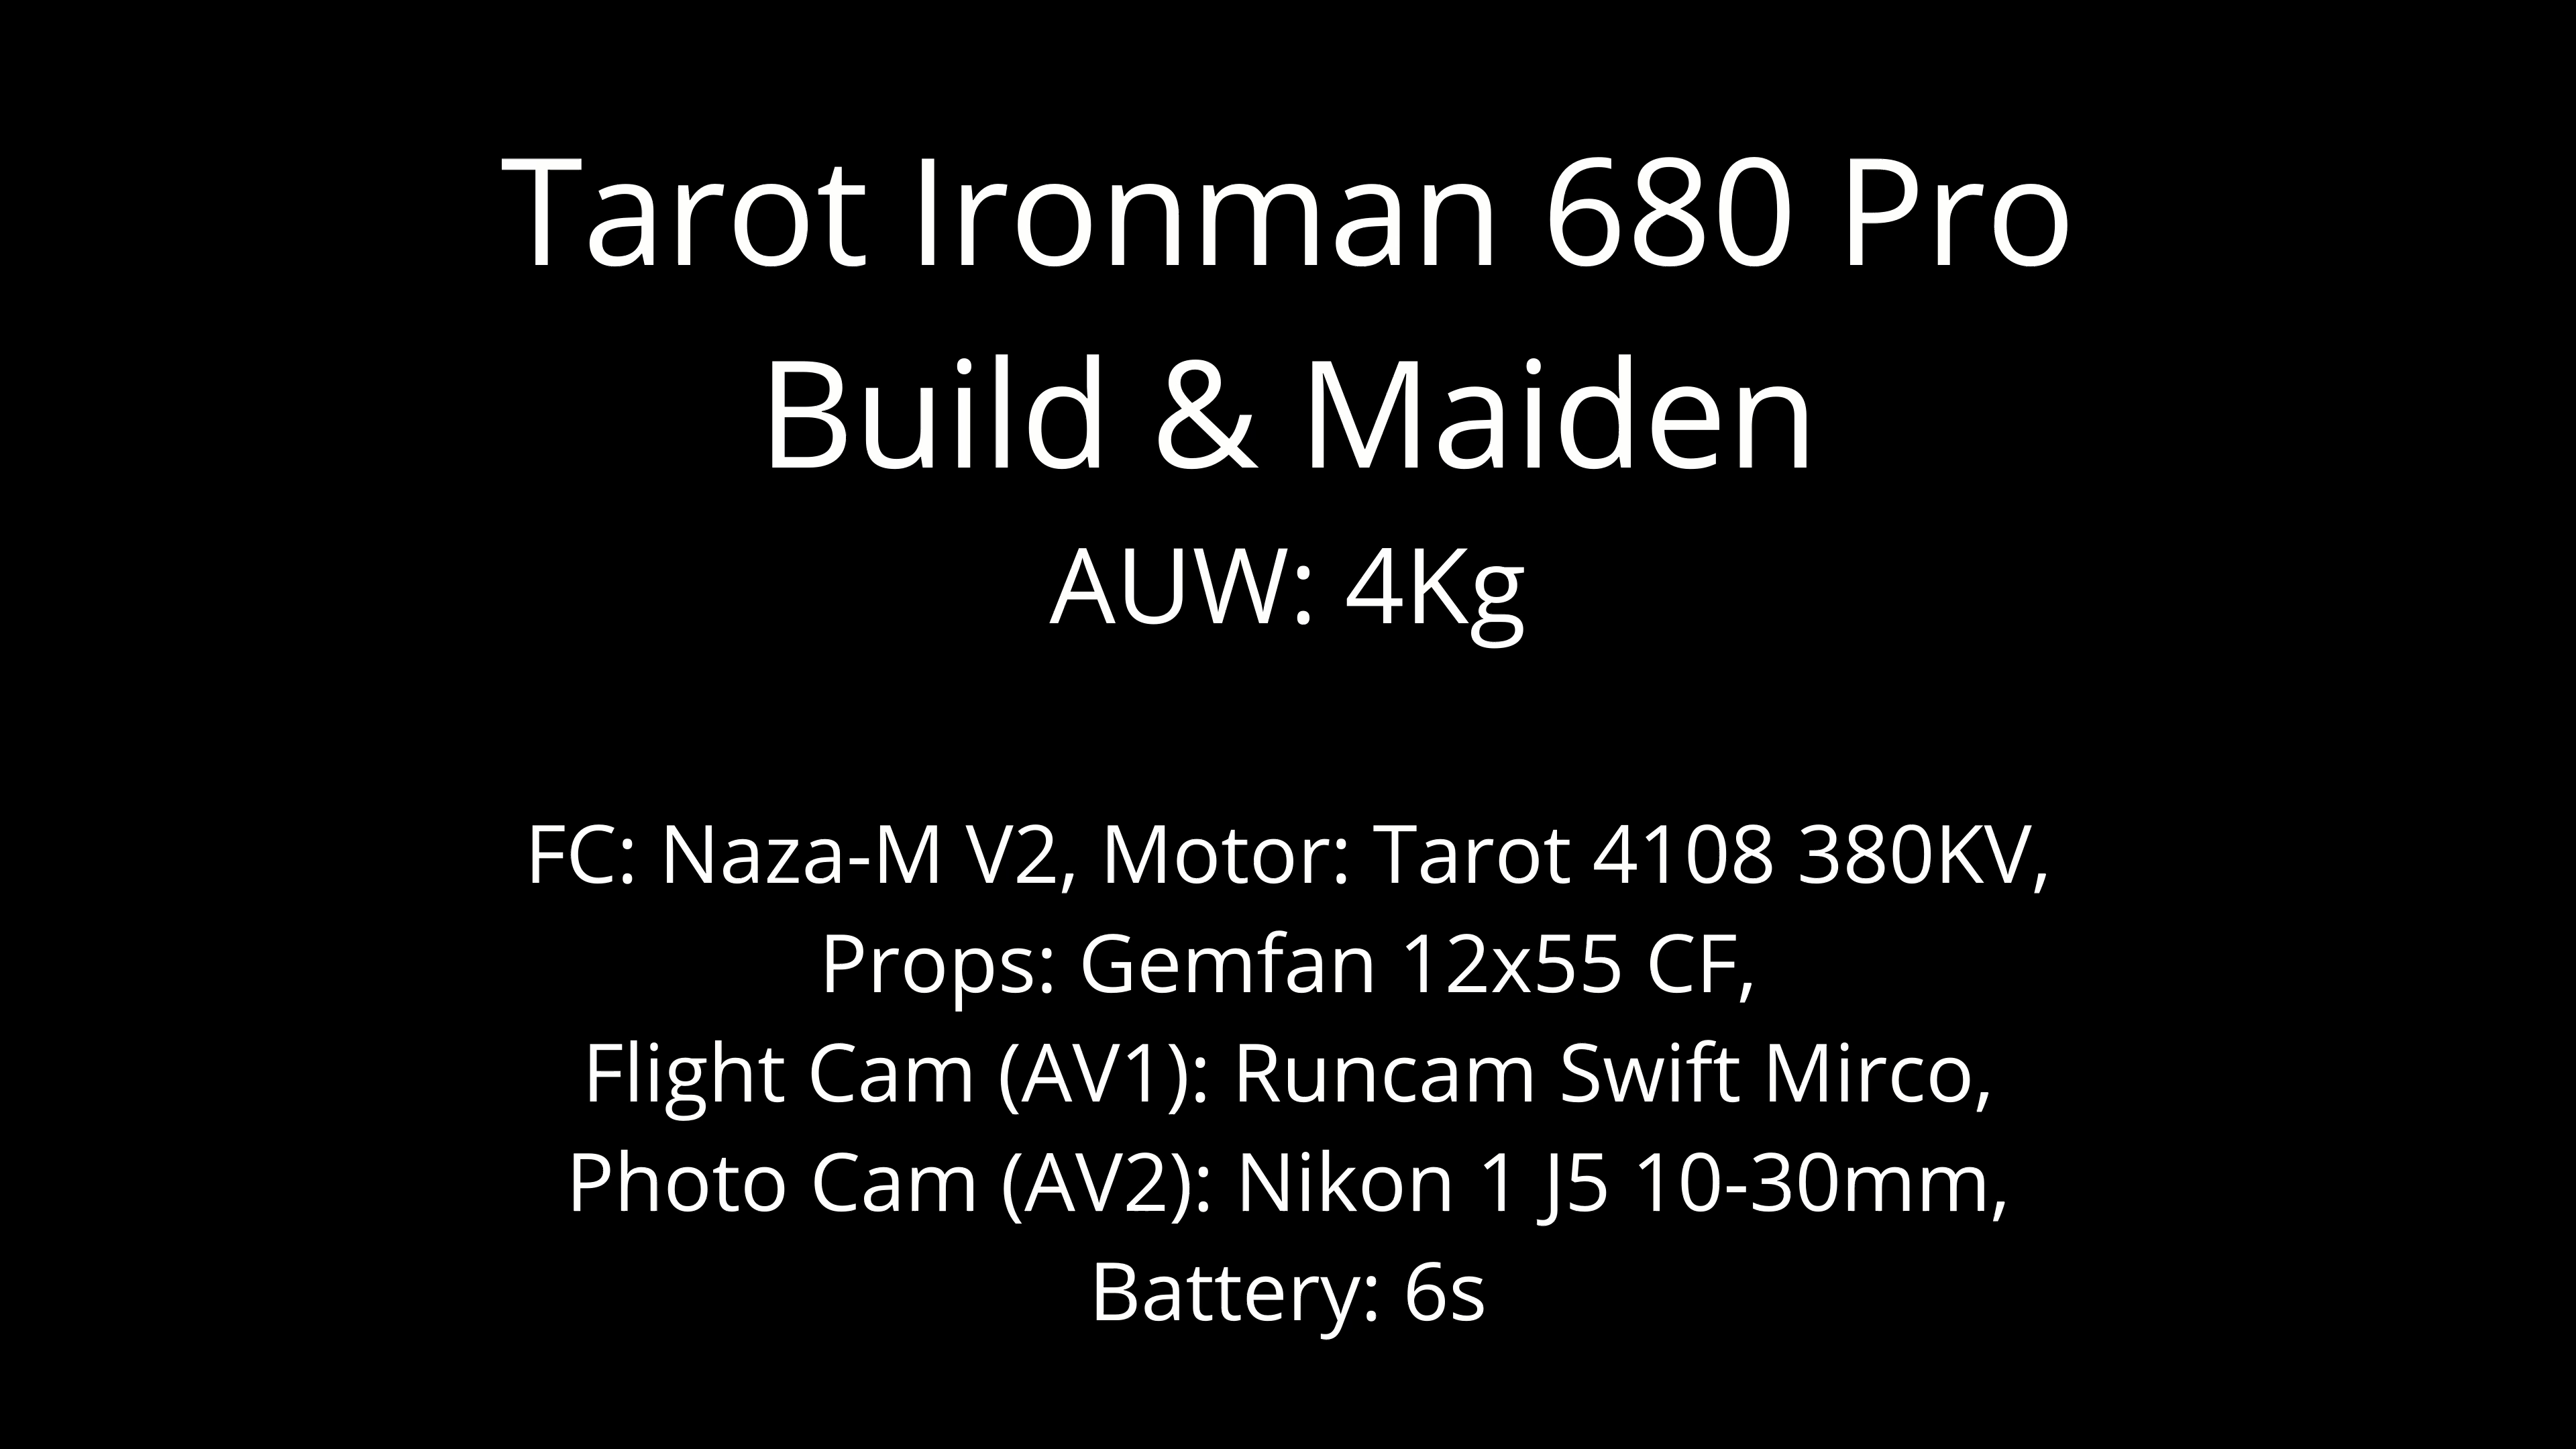 Tarot Ironman 680 Pro
Build & Maiden
AUW: 4Kg
FC: Naza-M V2, Motor: Tarot 4108 380KV,
Props: Gemfan 12x55 CF,
Flight Cam (AV1): Runcam Swift Mirco,
Photo Cam (AV2): Nikon 1 J5 10-30mm,
Battery: 6s